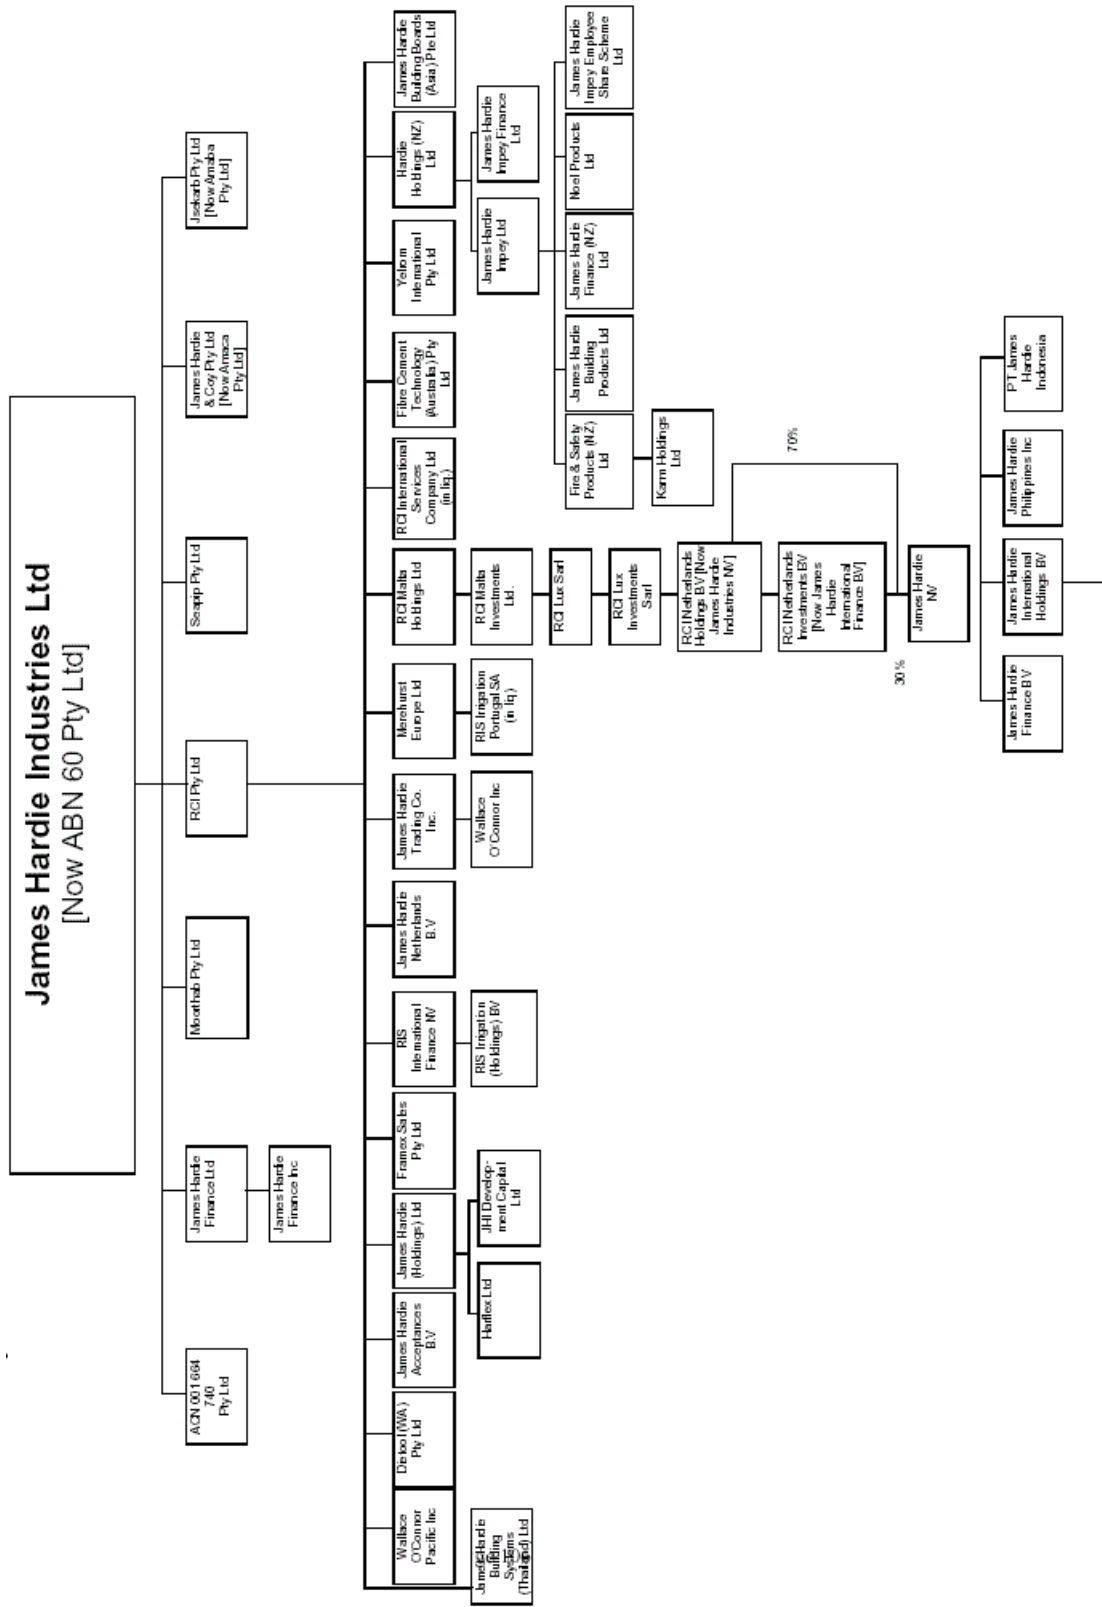 James Hardie Industries Ltd
[Now ABN 60 Pty Ltd]
ACN 001 664
740
Pty Ltd
James Hardie
Finance Ltd
Moorthab Pty Ltd
RCI Pty Ltd
Seapip Pty Ltd
James Hardie
& Coy Pty Ltd
[Now Amaca
Pty Ltd]
Jsekarb Pty Ltd
[Now Amaba
Pty Ltd]
James Hardie
Finance Inc
Wallace
O'Connor
Pacific Inc
Dietool (WA)
Pty Ltd
James Hardie
Acceptances
B.V
James Hardie
(Holdings) Ltd
Framex Sales
Pty Ltd
RIS
International
Finance NV
James Hardie
Netherlands
B.V
James Hardie
Trading Co.
Inc.
Merehurst
Europe Ltd
RCI Malta
Holdings Ltd
RCI International
Services
Company Ltd
(in liq.)
Fibre Cement
Technology
(Australia) Pty
Ltd
Yelrom
International
Pty Ltd
Hardie
Holdings (NZ)
Ltd
James Hardie
Building Boards
(Asia) Pte Ltd
James Hardie
Building
Systems
(Thailand) Ltd
Harflex Ltd
JHI Develop-
ment Capital
Ltd
RIS Irrigation
(Holdings) BV
Wallace
O'Connor Inc
RIS Irrigation
Portugal SA
(in liq)
RCI Malta
Investments
Ltd.
James Hardie
Impey Ltd
James Hardie
Impey Finance
Ltd
RCI Lux Sarl
Fire & Safety
Products (NZ)
Ltd
James Hardie
Building
Products Ltd
James Hardie
Finance (NZ)
Ltd
Noel Products
Ltd
James Hardie
Impey Employee
Share Scheme
Ltd
RCI Lux
Investments
Sarl
Karm Holdings
Ltd
RCI Netherlands
Holdings BV [Now
James Hardie
Industries NV]
70%
RCI Netherlands
Investments BV
[Now James
Hardie
International
Finance BV]
30%
James Hardie
NV
James Hardie
Finance BV
James Hardie
International
Holdings BV
James Hardie
Philippines Inc
PT James
Hardie
Indonesia